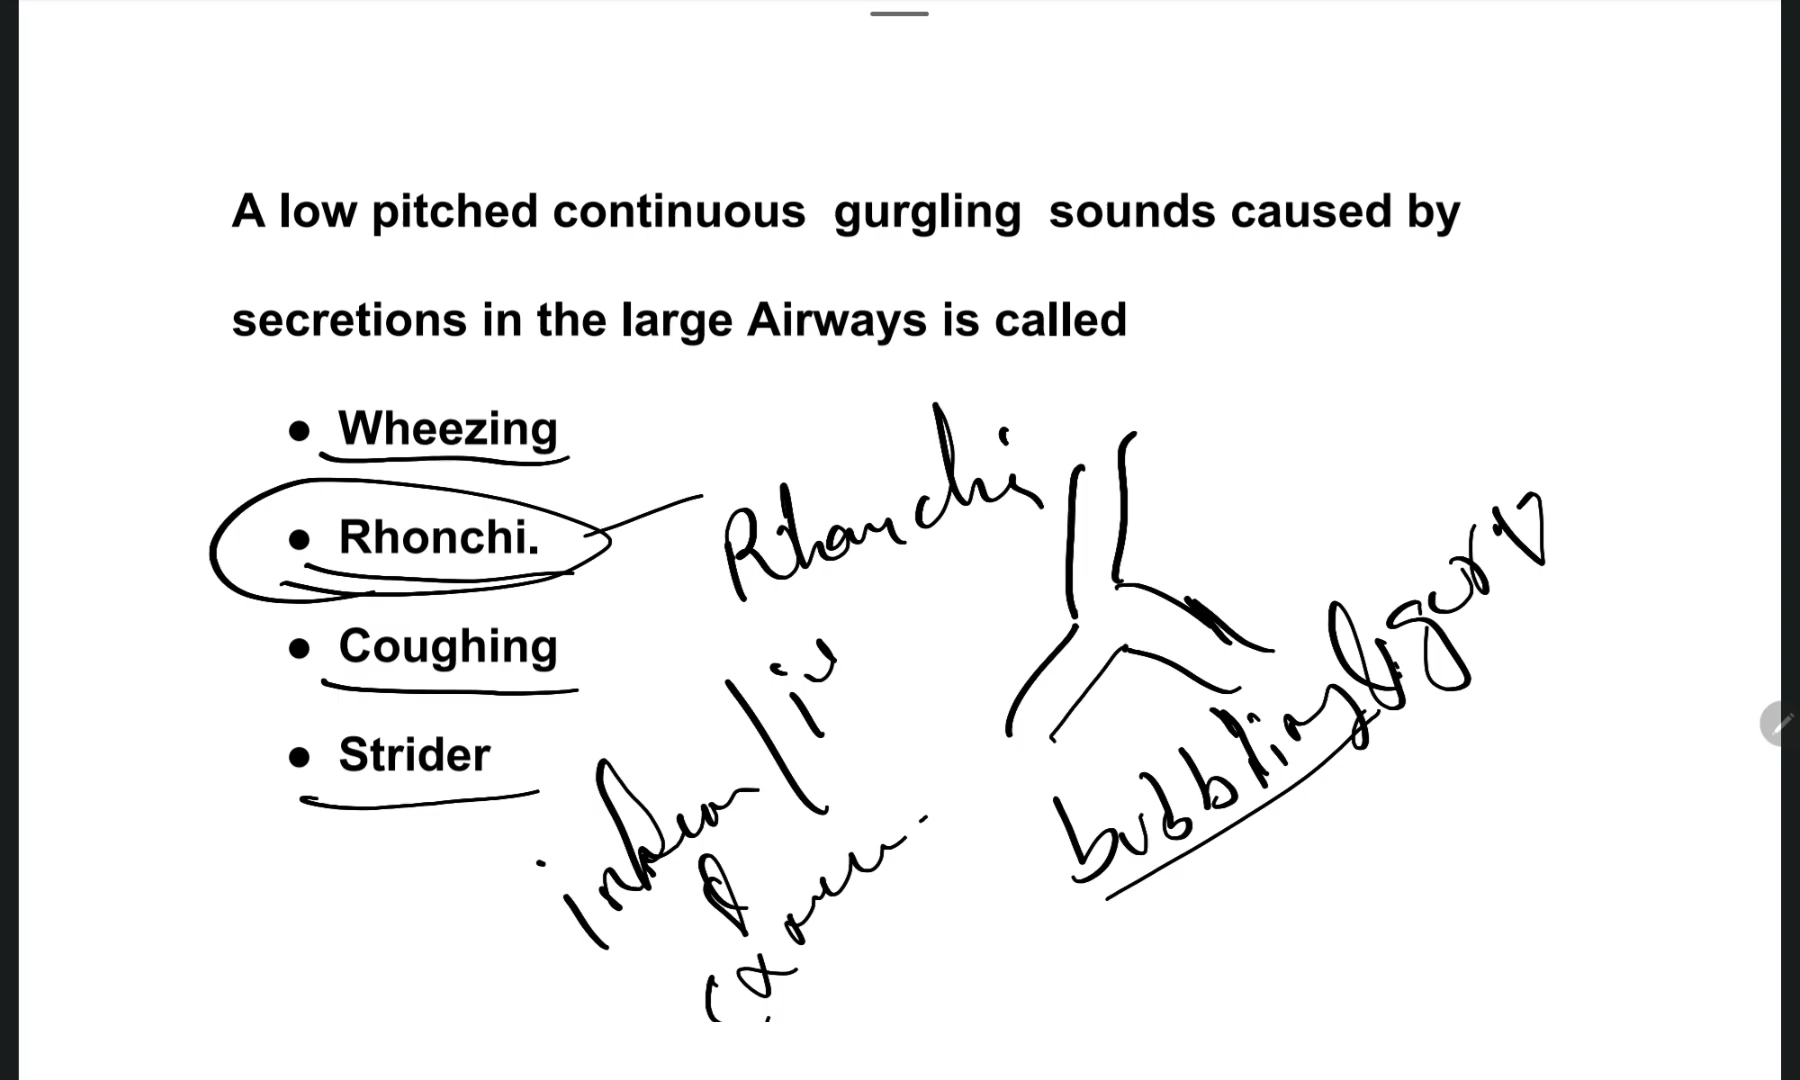 A low pitched continuous gurgling sounds caused by
secretions in the large Airways is called
● Wheezing
● Rhonchi.
● Coughing
● Strider
Rhonchi
bubbling